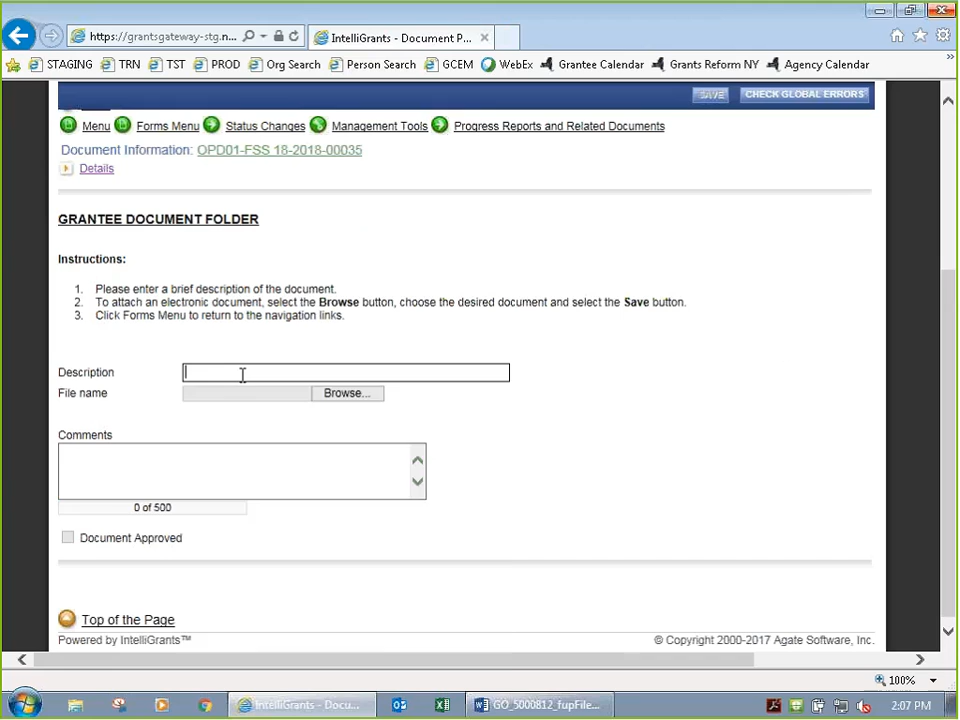 https://grantsgateway-stg.n...
IntelliGrants - Document P...
STAGING TRN TST PROD Org Search Person Search GCEM WebEx Grantee Calendar Grants Reform NY Agency Calendar
SAVE CHECK GLOBAL ERRORS
Menu Forms Menu Status Changes Management Tools Progress Reports and Related Documents
Document Information: OPD01-FSS 18-2018-00035
Details
GRANTEE DOCUMENT FOLDER
Instructions:
1. Please enter a brief description of the document.
2. To attach an electronic document, select the Browse button, choose the desired document and select the Save button.
3. Click Forms Menu to return to the navigation links.
Description
File name Browse...
Comments
0 of 500
Document Approved
Top of the Page
Powered by IntelliGrants™ © Copyright 2000-2017 Agate Software, Inc.
100%
IntelliGrants - Docu... GO_5000812_fupFile... 2:07 PM